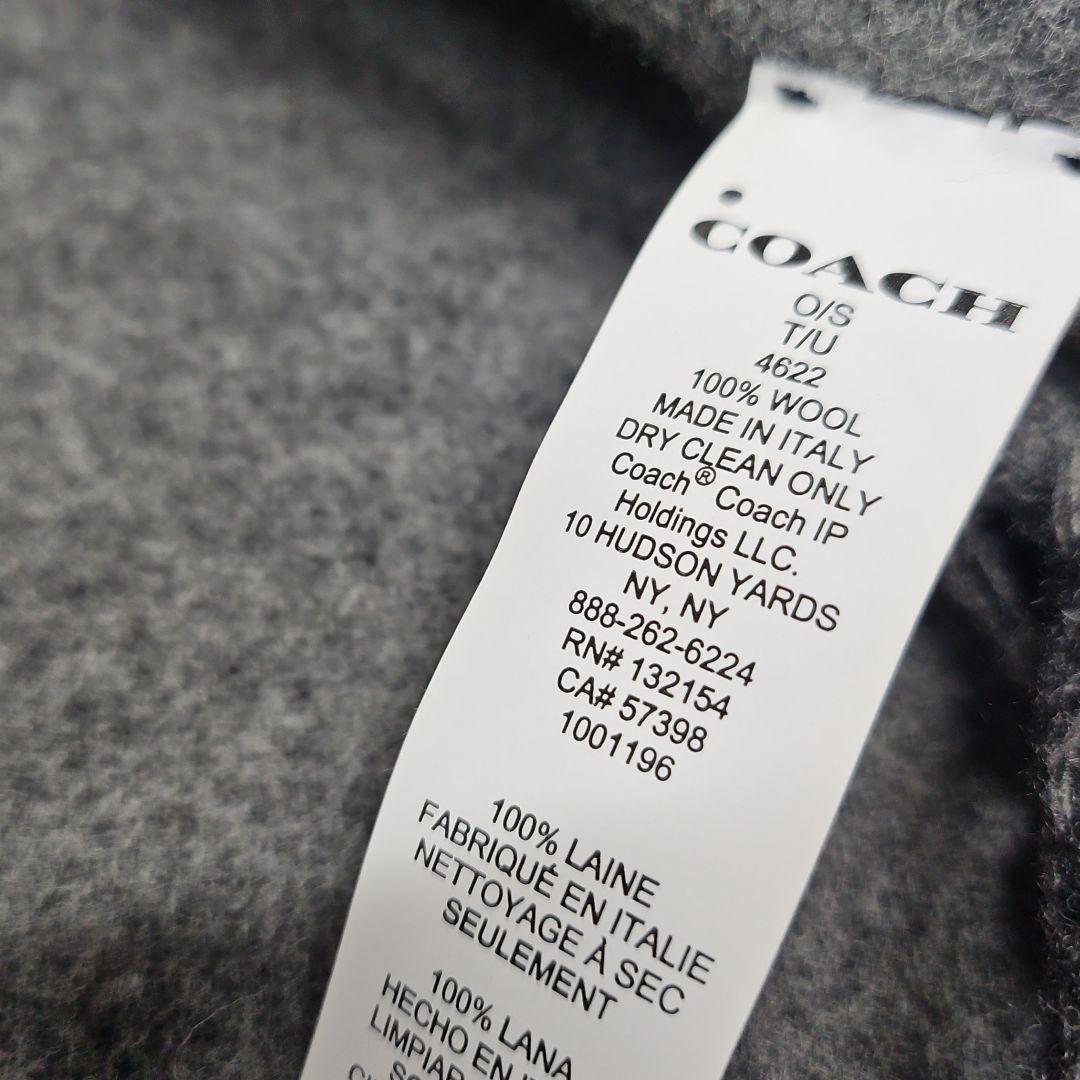 COACH
O/S
T/U
4622
100% WOOL
MADE IN ITALY
DRY CLEAN ONLY
Coach® Coach IP
Holdings LLC.
10 HUDSON YARDS
NY, NY
888-262-6224
RN# 132154
CA# 57398
1001196
100% LAINE
FABRIQUÉ EN ITALIE
NETTOYAGE À SEC
SEULEMENT
100% LANA
HECHO EN